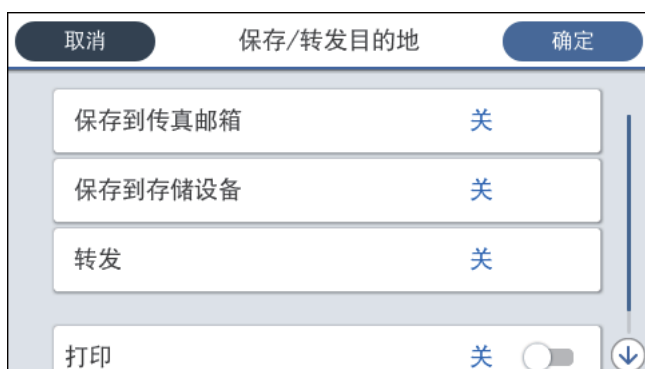 取消 保存/转发目的地 确定
保存到传真邮箱 关
保存到存储设备 关
转发 关
打印 关